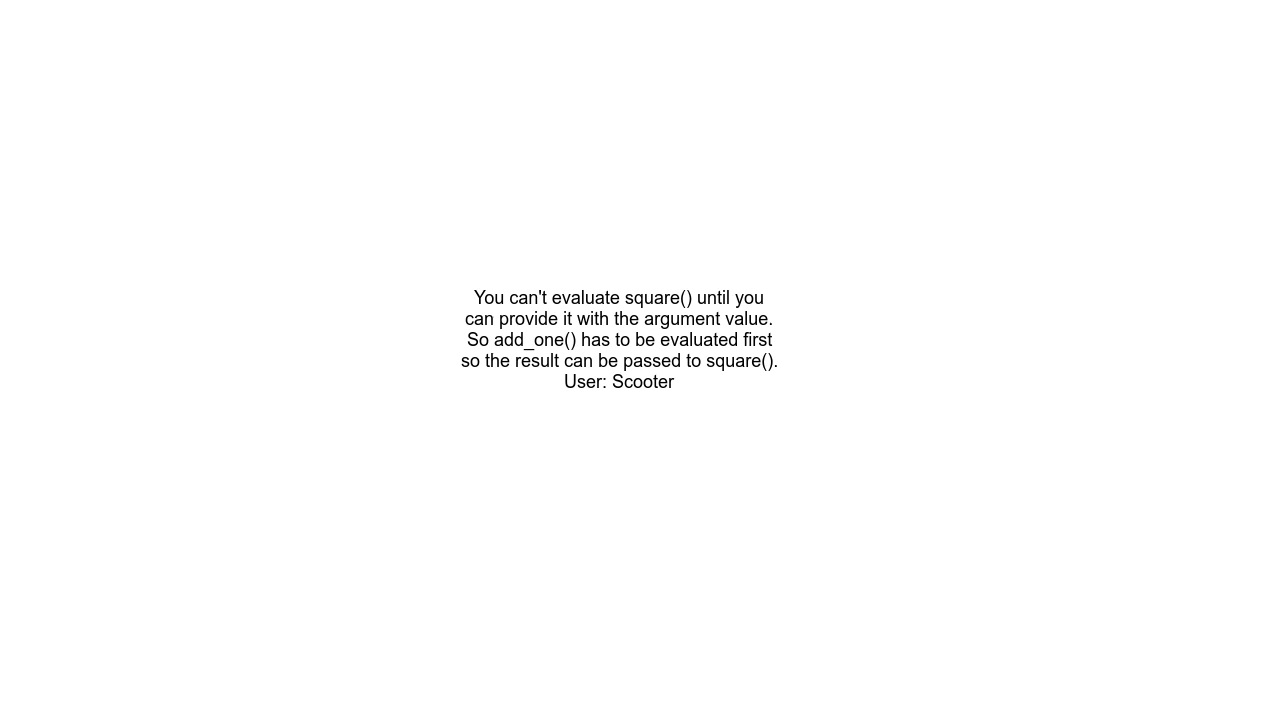 You can't evaluate square() until you
can provide it with the argument value.
So add_one() has to be evaluated first
so the result can be passed to square().
User: Scooter